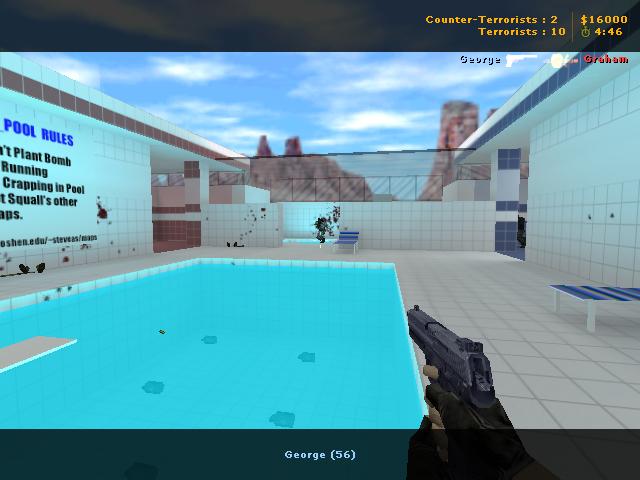 Counter-Terrorists : 2 $16000
Terrorists : 10 4:46
George Graham
POOL RULES
't Plant Bomb
Running
Crapping in Pool
t Squall's other
aps.
oshen.edu/~steveas/maps
George (56)